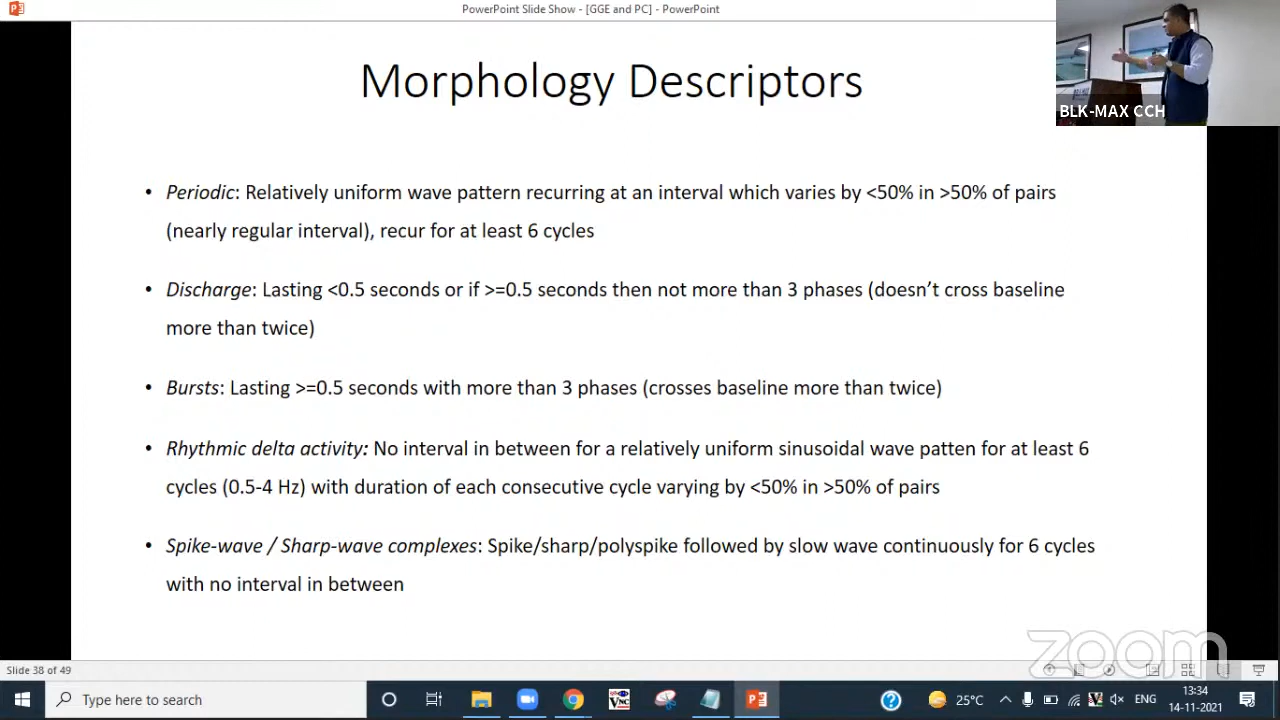 PowerPoint Slide Show - [GGE and PC] - PowerPoint
Morphology Descriptors
BLK-MAX CCH
• Periodic: Relatively uniform wave pattern recurring at an interval which varies by <50% in >50% of pairs
(nearly regular interval), recur for at least 6 cycles
• Discharge: Lasting <0.5 seconds or if >=0.5 seconds then not more than 3 phases (doesn’t cross baseline
more than twice)
• Bursts: Lasting >=0.5 seconds with more than 3 phases (crosses baseline more than twice)
• Rhythmic delta activity: No interval in between for a relatively uniform sinusoidal wave patten for at least 6
cycles (0.5-4 Hz) with duration of each consecutive cycle varying by <50% in >50% of pairs
• Spike-wave / Sharp-wave complexes: Spike/sharp/polyspike followed by slow wave continuously for 6 cycles
with no interval in between
zoom
Slide 38 of 49
Type here to search
25°C
ENG
13:34
14-11-2021